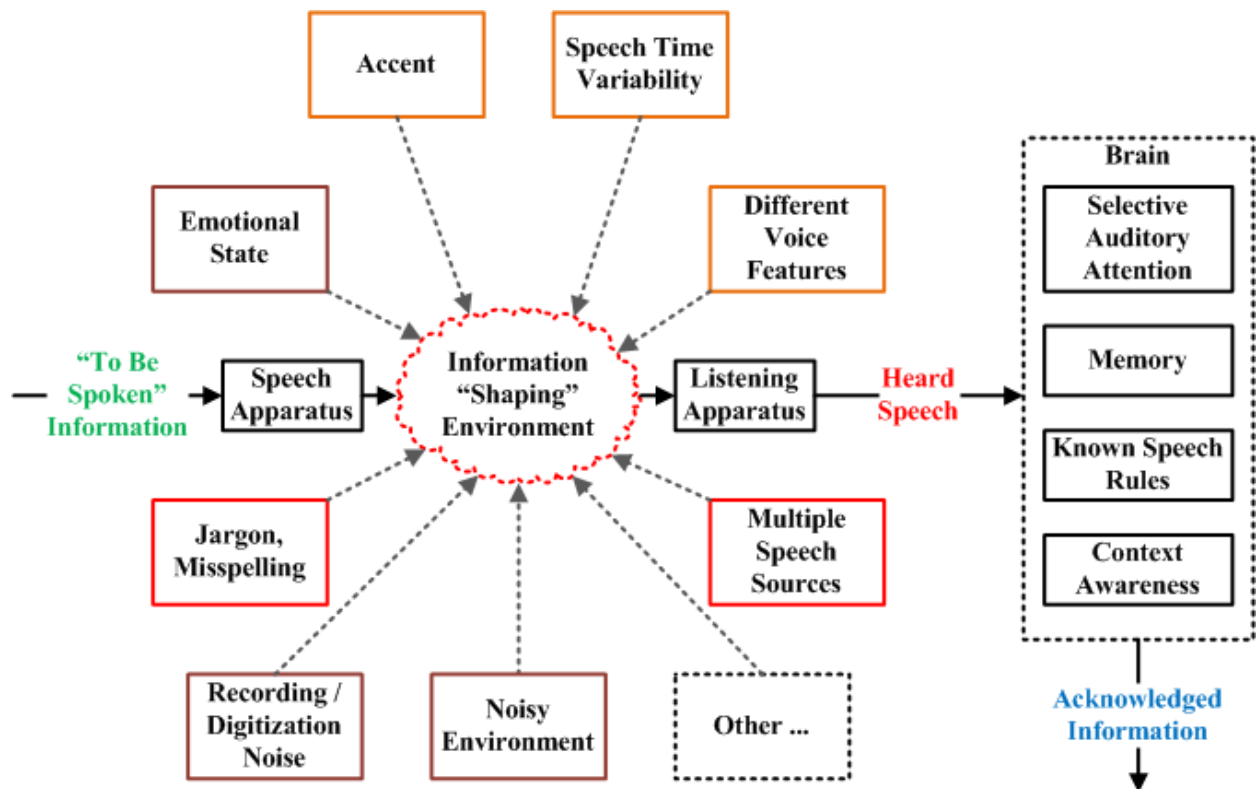 Accent
Speech Time
Variability
Brain
Selective
Auditory
Attention
Emotional
State
Different
Voice
Features
“To Be
Spoken”
Information
Speech
Apparatus
Information
“Shaping”
Environment
Listening
Apparatus
Heard
Speech
Memory
Known Speech
Rules
Jargon,
Misspelling
Multiple
Speech
Sources
Context
Awareness
Recording /
Digitization
Noise
Noisy
Environment
Other ...
Acknowledged
Information